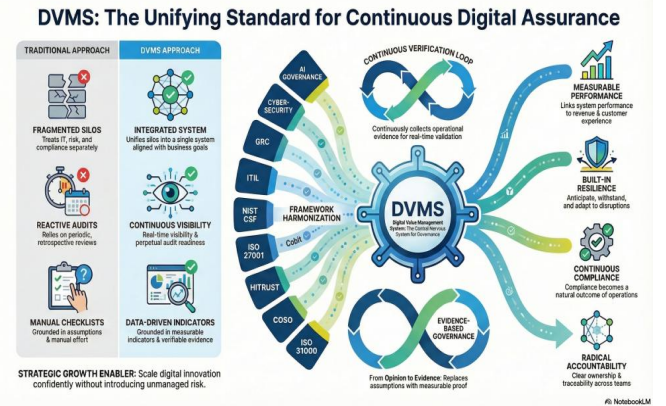 DVMS: The Unifying Standard for Continuous Digital Assurance
TRADITIONAL APPROACH
DVMS APPROACH
FRAGMENTED SILOS
Treats IT, risk, and
compliance separately
INTEGRATED SYSTEM
Unifies silos into a single system
aligned with business goals
REACTIVE AUDITS
Relies on periodic,
retrospective reviews
CONTINUOUS VISIBILITY
Real-time visibility &
perpetual audit readiness
MANUAL CHECKLISTS
Grounded in assumptions
& manual effort
DATA-DRIVEN INDICATORS
Grounded in measurable
indicators & verifiable evidence
STRATEGIC GROWTH ENABLER: Scale digital innovation
confidently without introducing unmanaged risk.
AI
GOVERNANCE
CYBER-
SECURITY
GRC
ITIL
NIST
CSF
ISO
27001
HITRUST
COSO
ISO
31000
FRAMEWORK
HARMONIZATION
Cobit
CONTINUOUS VERIFICATION LOOP
Continuously collects operational
evidence for real-time validation
DVMS
Digital Value Management
System: The Central Nervous
System for Governance
EVIDENCE-
BASED
GOVERNANCE
From Opinion to Evidence: Replaces
assumptions with measurable proof
MEASURABLE
PERFORMANCE
Links system performance
to revenue & customer
experience
BUILT-IN
RESILIENCE
Anticipate, withstand,
and adapt to disruptions
CONTINUOUS
COMPLIANCE
Compliance becomes a
natural outcome of operations
RADICAL
ACCOUNTABILITY
Clear ownership &
traceability across teams
NotebookLM